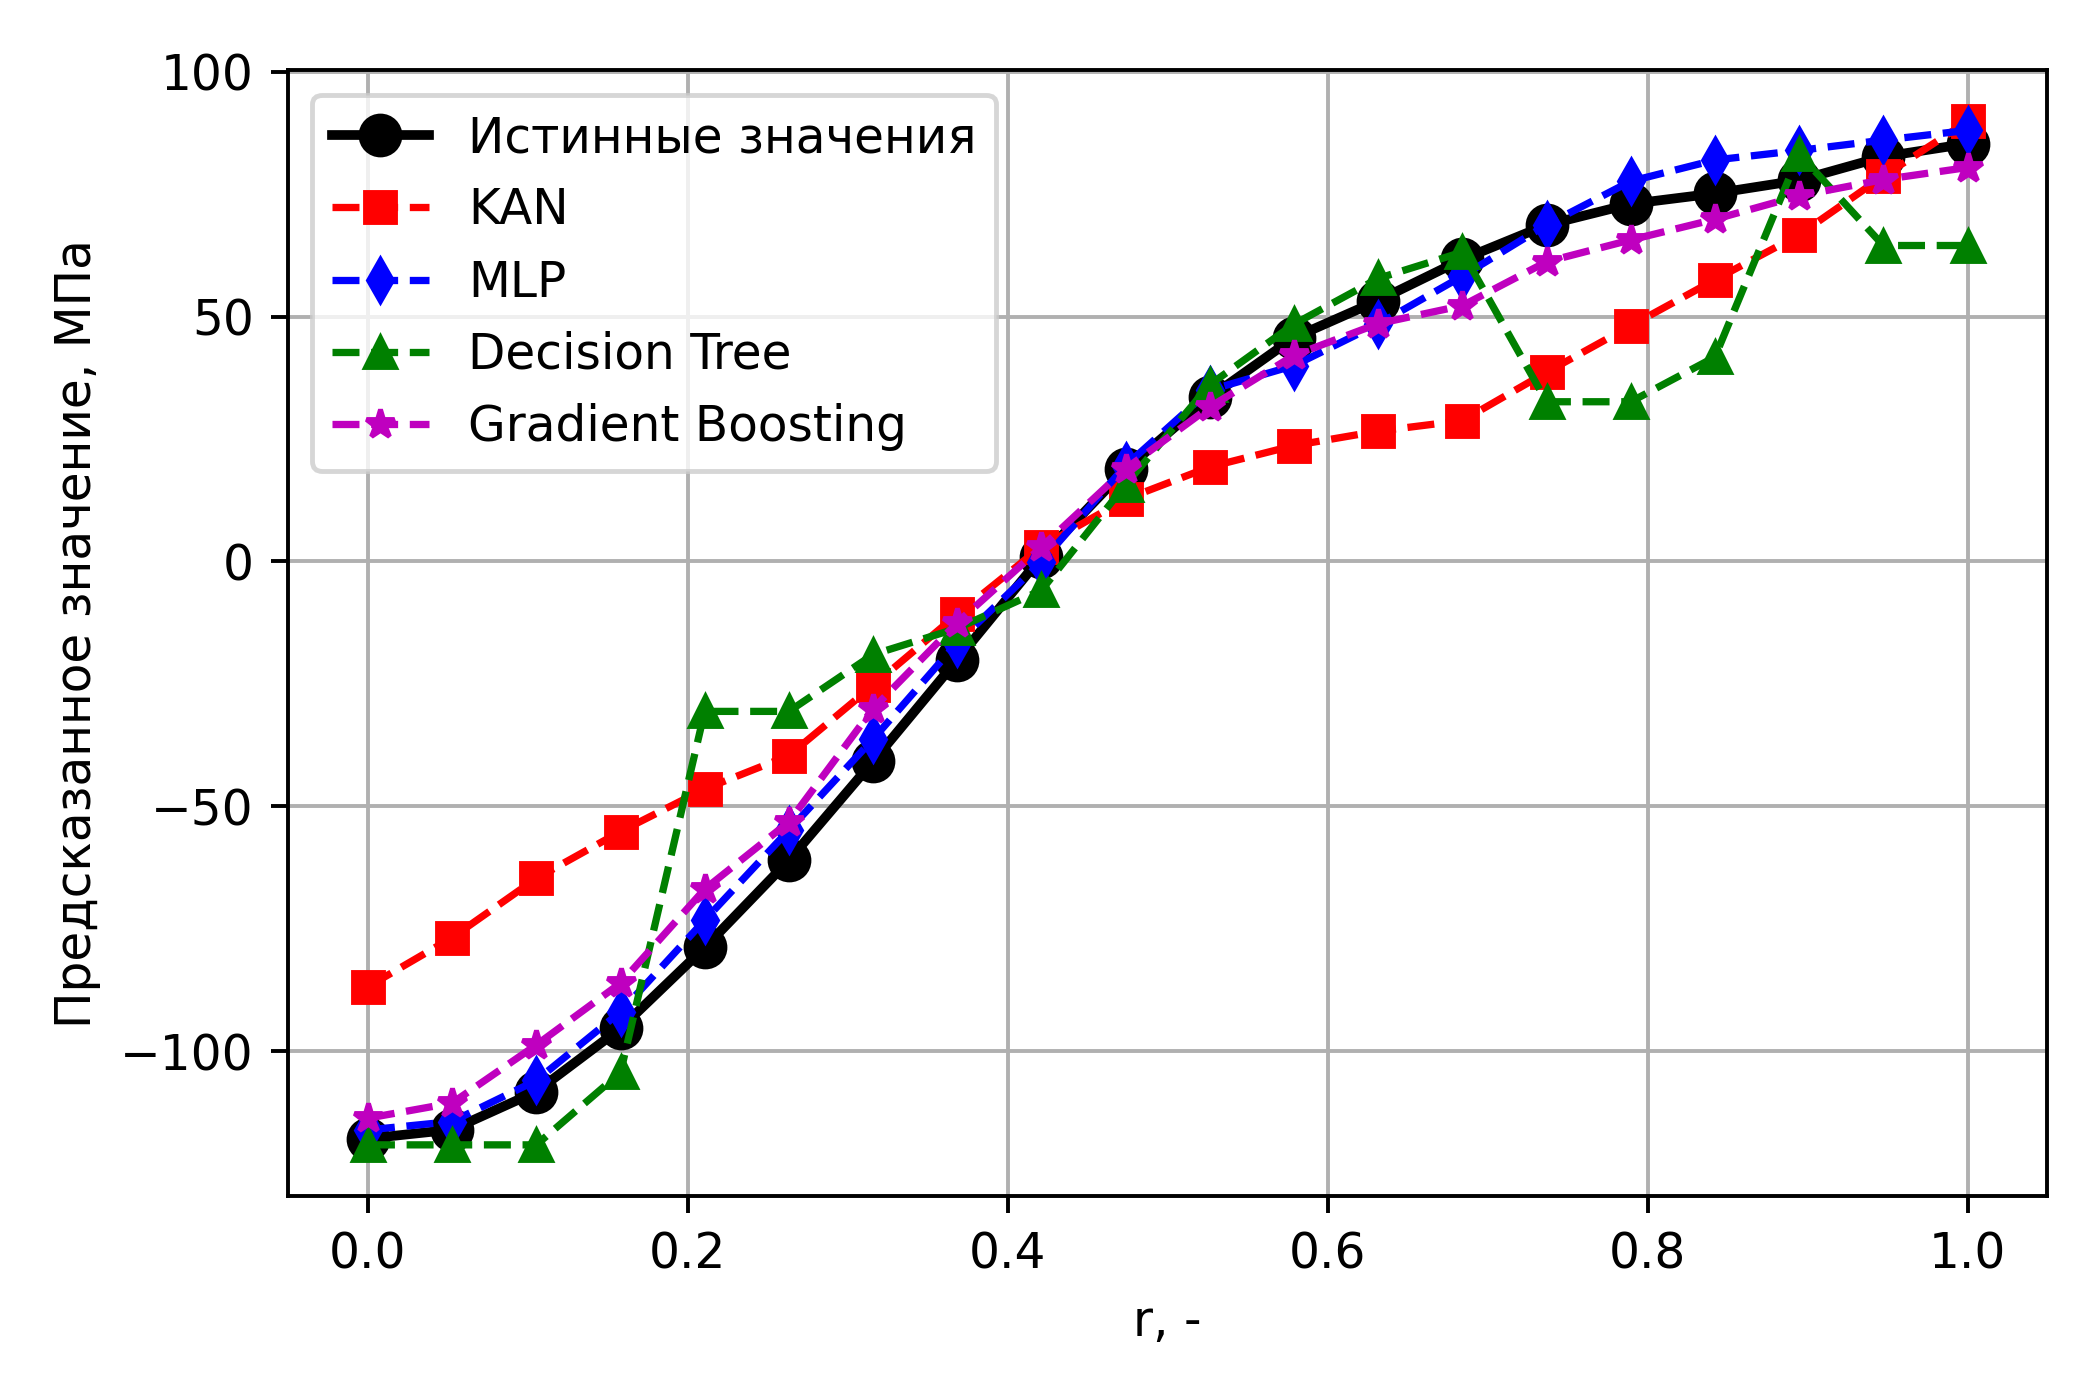 Предсказанное значение, МПа
100
50
0
−50
−100
Истинные значения
KAN
MLP
Decision Tree
Gradient Boosting
0.0 0.2 0.4 0.6 0.8 1.0
r, -